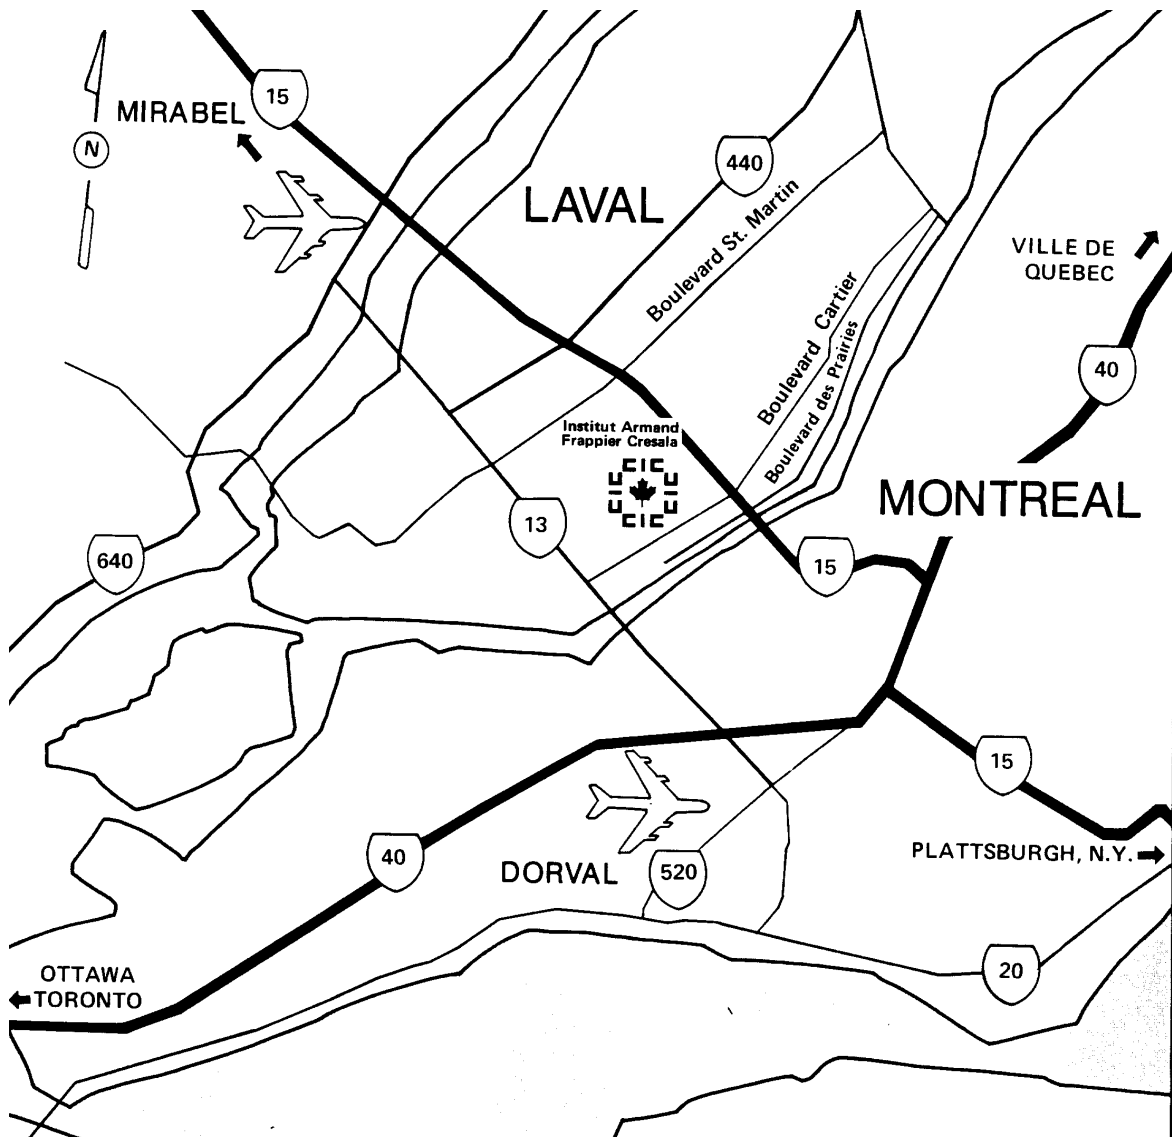 15
MIRABEL
N
440
LAVAL
Boulevard St. Martin
VILLE DE
QUEBEC
Boulevard Cartier
Boulevard des Prairies
40
Institut Armand
Frappier Cresala
MONTREAL
13
640
15
15
40
PLATTSBURGH, N.Y.
DORVAL
520
OTTAWA
TORONTO
20